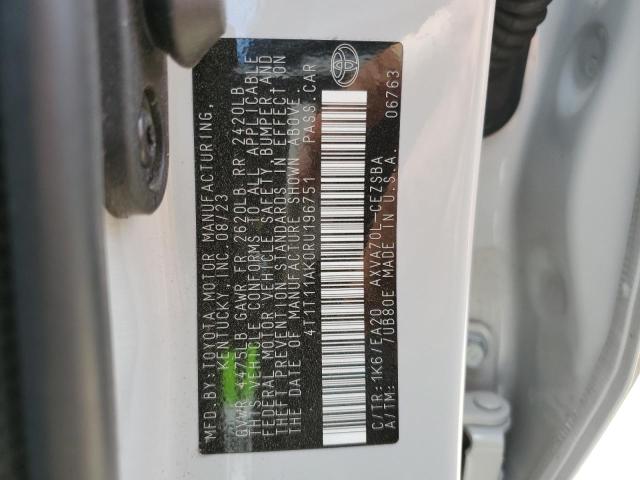 MFD.BY:TOYOTA MOTOR MANUFACTURING,
KENTUCKY, INC. 08/23
GVWR 4475LB GAWR FR 2620LB RR 2420LB
THIS VEHICLE CONFORMS TO ALL APPLICABLE
FEDERAL MOTOR VEHICLE SAFETY, BUMPER AND
THEFT PREVENTION STANDARDS IN EFFECT ON
THE DATE OF MANUFACTURE SHOWN ABOVE.
4T1T11AK0RU196751 PASS.CAR
C/TR:1K6/EA20 AXVA70L-CEZSBA
A/TM: /UB80E MADE IN U.S.A. 06763